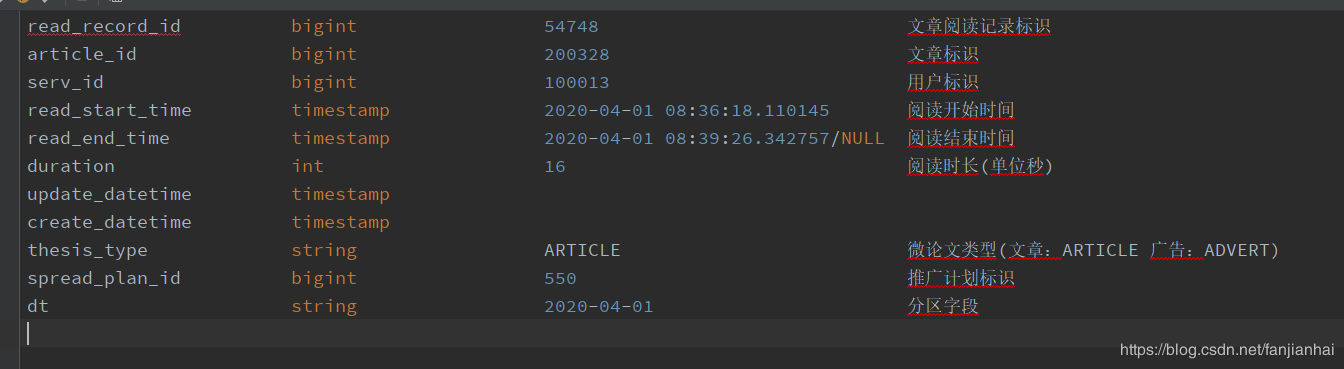 read_record_id bigint 54748 文章阅读记录标识
article_id bigint 200328 文章标识
serv_id bigint 100013 用户标识
read_start_time timestamp 2020-04-01 08:36:18.110145 阅读开始时间
read_end_time timestamp 2020-04-01 08:39:26.342757/NULL 阅读结束时间
duration int 16 阅读时长(单位秒)
update_datetime timestamp
create_datetime timestamp
thesis_type string ARTICLE 微论文类型(文章：ARTICLE 广告：ADVERT)
spread_plan_id bigint 550 推广计划标识
dt string 2020-04-01 分区字段
https://blog.csdn.net/fanjianhai